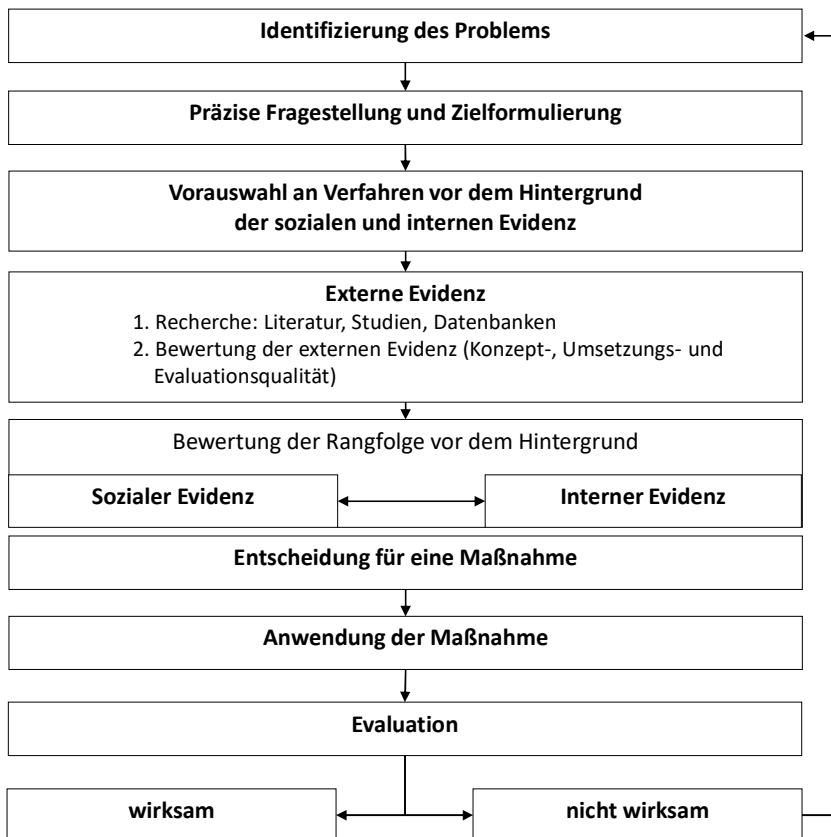 Identifizierung des Problems
Präzise Fragestellung und Zielformulierung
Vorauswahl an Verfahren vor dem Hintergrund
der sozialen und internen Evidenz
Externe Evidenz
1. Recherche: Literatur, Studien, Datenbanken
2. Bewertung der externen Evidenz (Konzept-, Umsetzungs- und
Evaluationsqualität)
Bewertung der Rangfolge vor dem Hintergrund
Sozialer Evidenz
Interner Evidenz
Entscheidung für eine Maßnahme
Anwendung der Maßnahme
Evaluation
wirksam
nicht wirksam